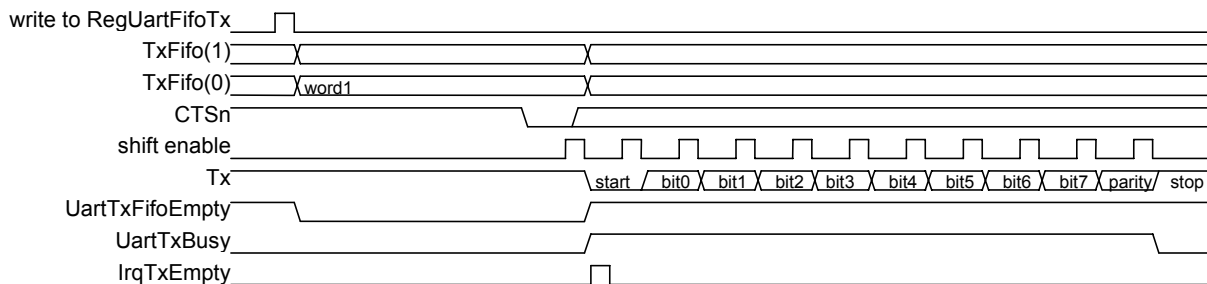 write to RegUartFifoTx
TxFifo(1)
TxFifo(0) word1
CTSn
shift enable
Tx start bit0 bit1 bit2 bit3 bit4 bit5 bit6 bit7 parity stop
UartTxFifoEmpty
UartTxBusy
IrqTxEmpty